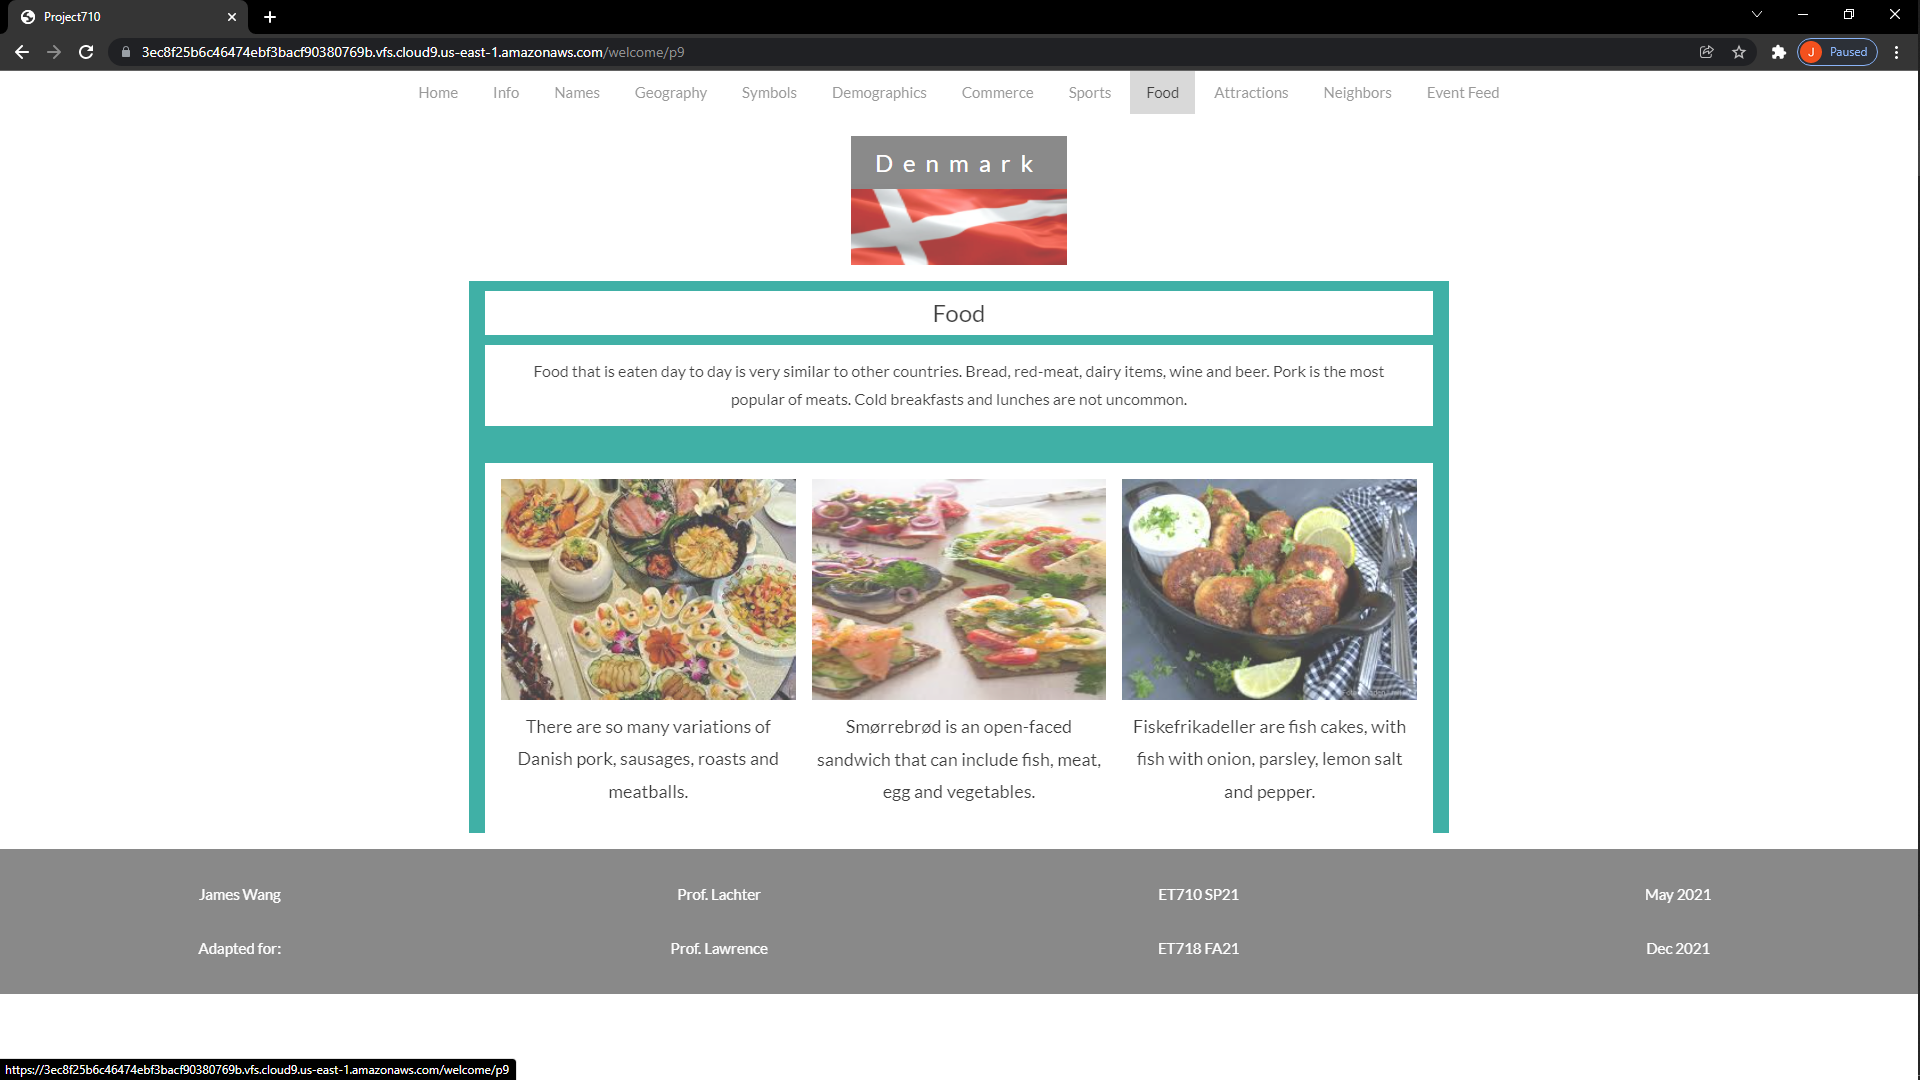 Project710
3ec8f25b6c46474ebf3bacf90380769b.vfs.cloud9.us-east-1.amazonaws.com/welcome/p9
J Paused
Home Info Names Geography Symbols Demographics Commerce Sports Food Attractions Neighbors Event Feed
Denmark
Food
Food that is eaten day to day is very similar to other countries. Bread, red-meat, dairy items, wine and beer. Pork is the most
popular of meats. Cold breakfasts and lunches are not uncommon.
There are so many variations of
Danish pork, sausages, roasts and
meatballs.
Smørrebrød is an open-faced
sandwich that can include fish, meat,
egg and vegetables.
Fiskefrikadeller are fish cakes, with
fish with onion, parsley, lemon salt
and pepper.
James Wang Prof. Lachter ET710 SP21 May 2021
Adapted for: Prof. Lawrence ET718 FA21 Dec 2021
https://3ec8f25b6c46474ebf3bacf90380769b.vfs.cloud9.us-east-1.amazonaws.com/welcome/p9